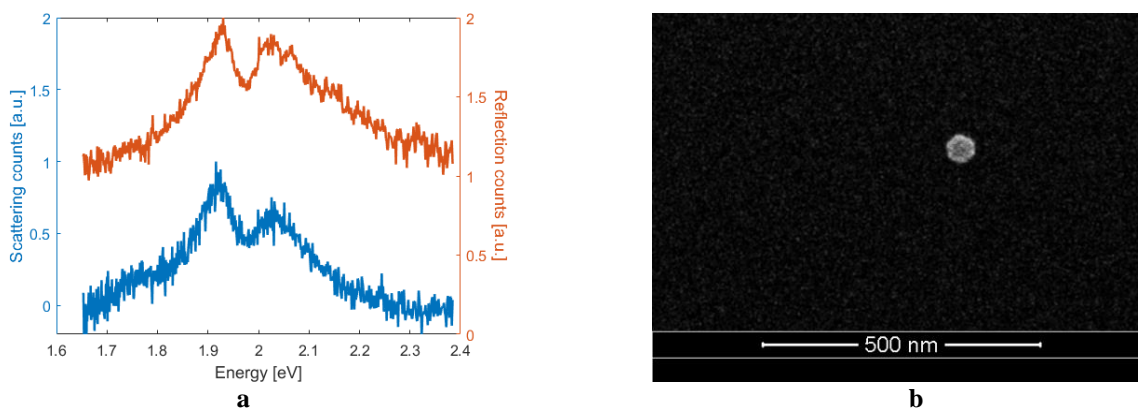 2
2
1.5
1.5
1
1
0.5
0.5
0
0
Scattering counts [a.u.]
Reflection counts [a.u.]
1.6 1.7 1.8 1.9 2 2.1 2.2 2.3 2.4
Energy [eV]
a
500 nm
b